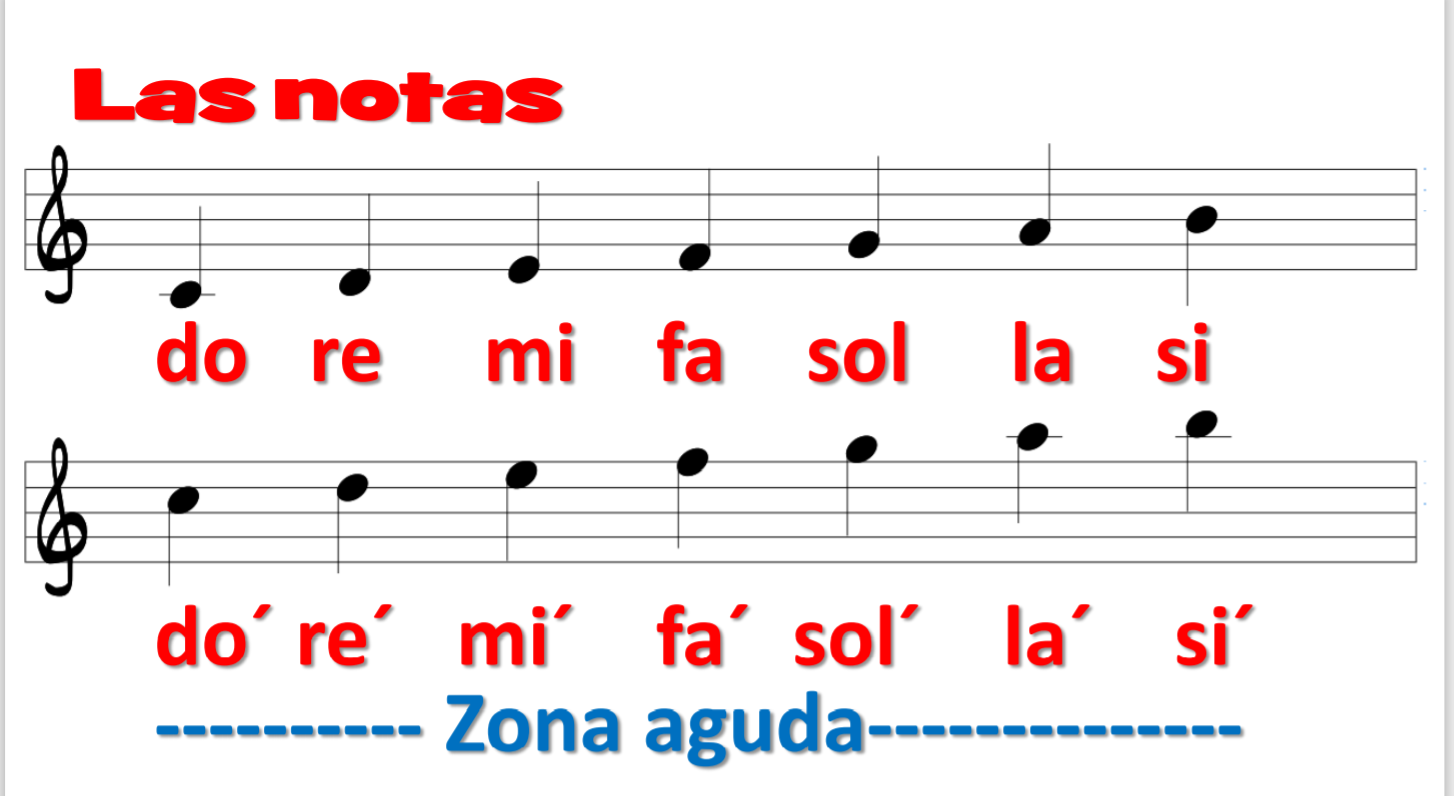 Las notas
do re mi fa sol la si
do´ re´ mi´ fa´ sol´ la´ si´
---------- Zona aguda--------------